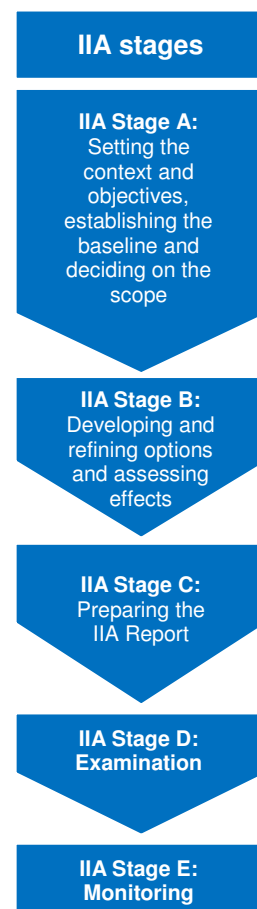 IIA stages
IIA Stage A:
Setting the
context and
objectives,
establishing the
baseline and
deciding on the
scope
IIA Stage B:
Developing and
refining options
and assessing
effects
IIA Stage C:
Preparing the
IIA Report
IIA Stage D:
Examination
IIA Stage E:
Monitoring